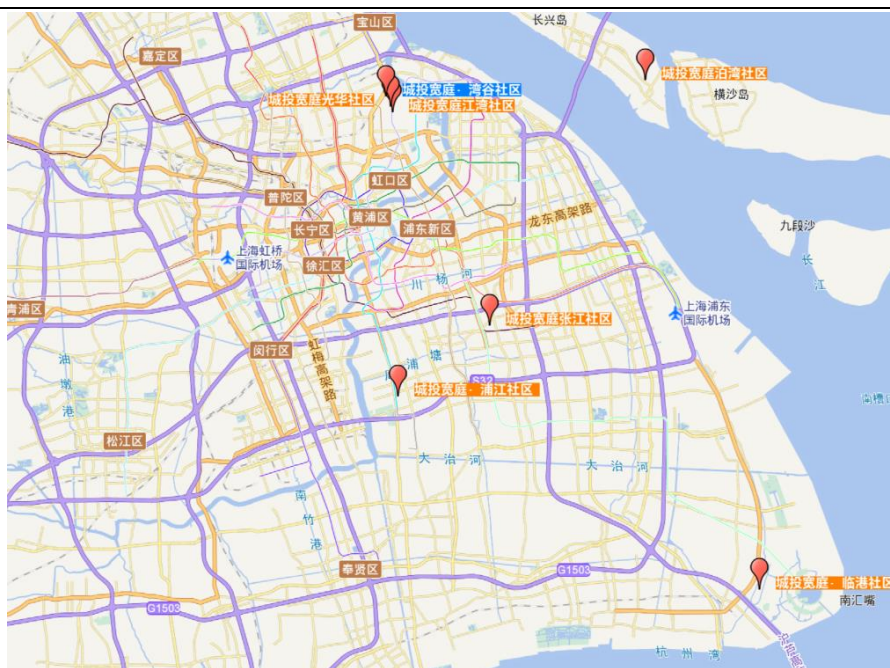 宝山区
长兴岛
嘉定区
城投宽庭泊湾社区
城投宽庭·湾谷社区
横沙岛
城投宽庭光华社区
城投宽庭江湾社区
虹口区
普陀区
黄浦区
长宁区
浦东新区
龙东高架路
九段沙
上海虹桥
国际机场
徐汇区
川杨河
长江
青浦区
上海浦东
国际机场
城投宽庭张江社区
闵行区
虹梅高架路
浦塘
油墩港
S32
城投宽庭·浦江社区
南槽
松江区
大治河
大治河
南竹港
奉贤区
G1503
城投宽庭·临港社区
南汇嘴
G1503
杭州湾